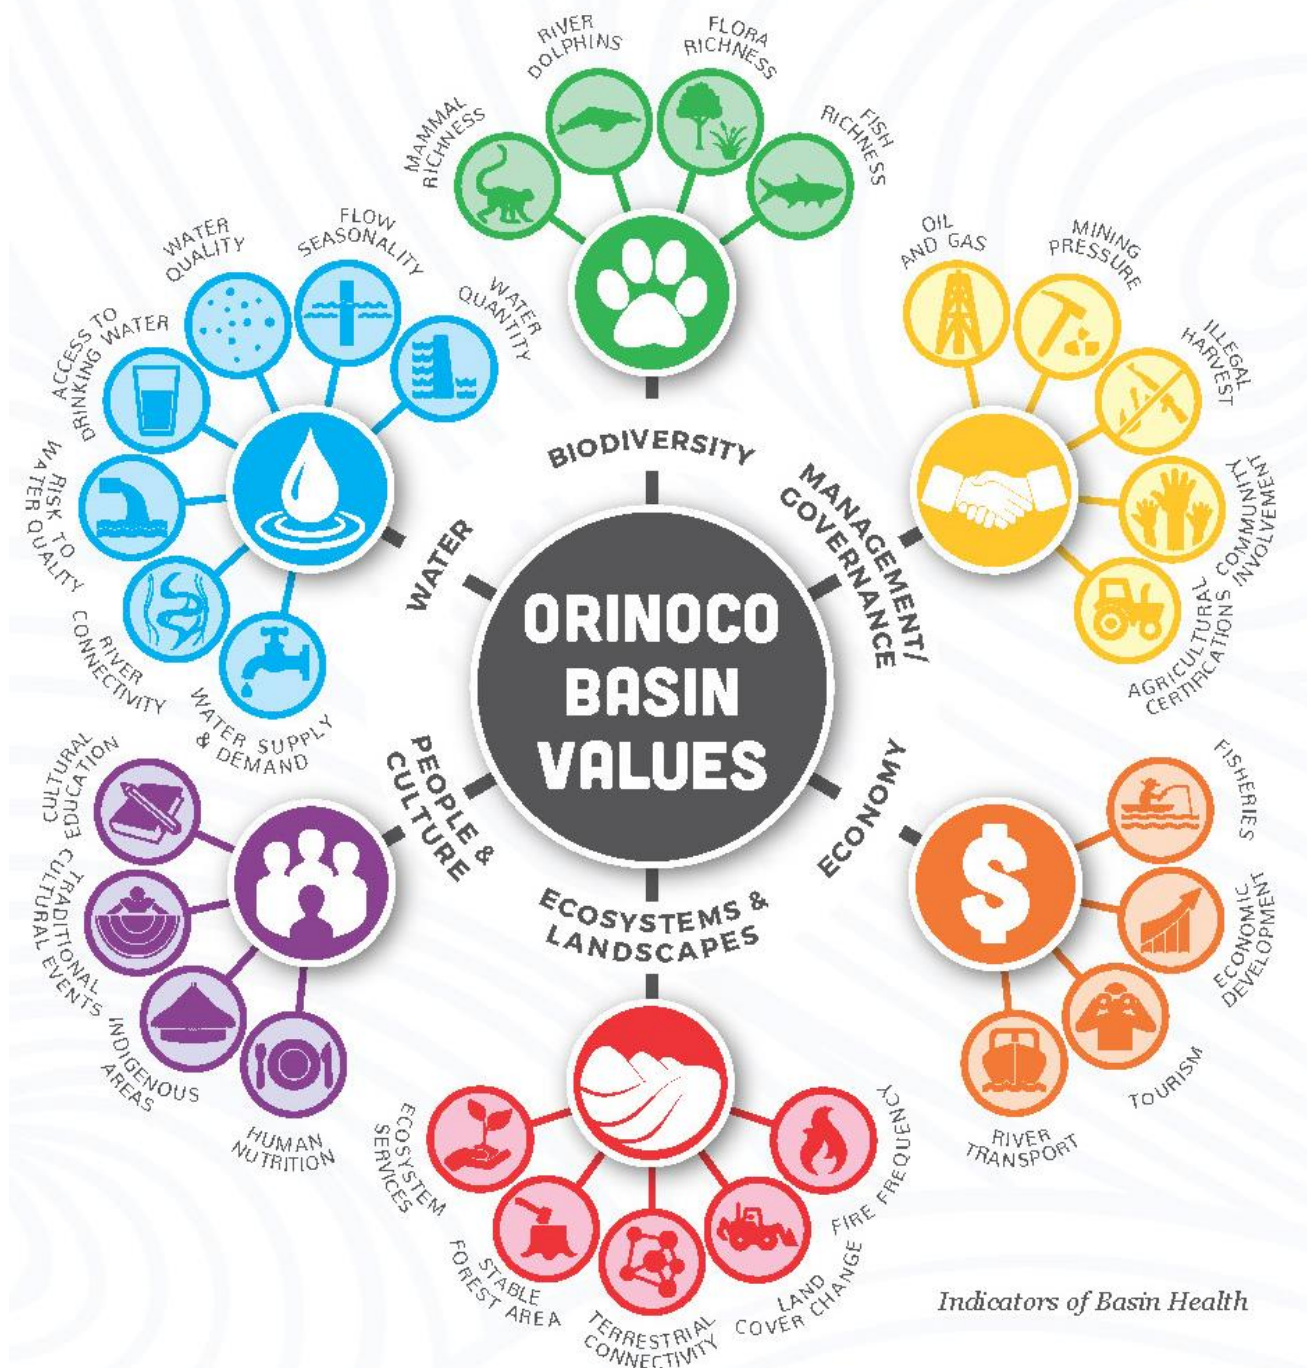 RIVER
DOLPHINS
FLORA
RICHNESS
MAMMAL
RICHNESS
FISH
RICHNESS
BIODIVERSITY
WATER
QUALITY
FLOW
SEASONALITY
WATER
QUANTITY
ACCESS TO
DRINKING WATER
RISK TO
WATER QUALITY
RIVER
CONNECTIVITY
WATER SUPPLY
& DEMAND
WATER
OIL
AND GAS
MINING
PRESSURE
ILLEGAL
HARVEST
COMMUNITY
INVOLVEMENT
AGRICULTURAL
CERTIFICATIONS
MANAGEMENT/
GOVERNANCE
ORINOCO
BASIN
VALUES
CULTURAL
EDUCATION
TRADITIONAL
CULTURAL EVENTS
INDIGENOUS
AREAS
HUMAN
NUTRITION
PEOPLE &
CULTURE
ECONOMY
$
FISHERIES
ECONOMIC
DEVELOPMENT
TOURISM
RIVER
TRANSPORT
ECOSYSTEMS &
LANDSCAPES
ECOSYSTEM
SERVICES
STABLE
FOREST AREA
TERRESTRIAL
CONNECTIVITY
LAND
COVER CHANGE
FIRE FREQUENCY
Indicators of Basin Health